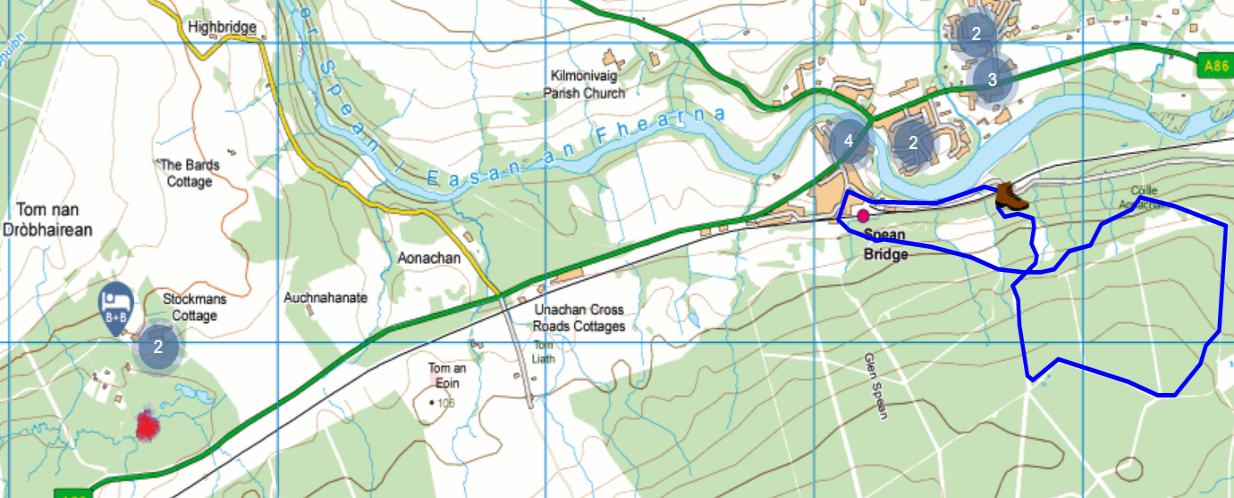 Highbridge
er Spean / Easan an Fhearna
Kilmonivaig
Parish Church
2
3
A86
4
2
The Bards
Cottage
Tom nan
Dròbhairean
Coille
Spean
Bridge
Aonachan
B+B
Stockmans
Cottage
2
Auchnahanate
Unachan Cross
Roads Cottages
Tom
Liath
Tom an
Eoin
106
Glen Spean